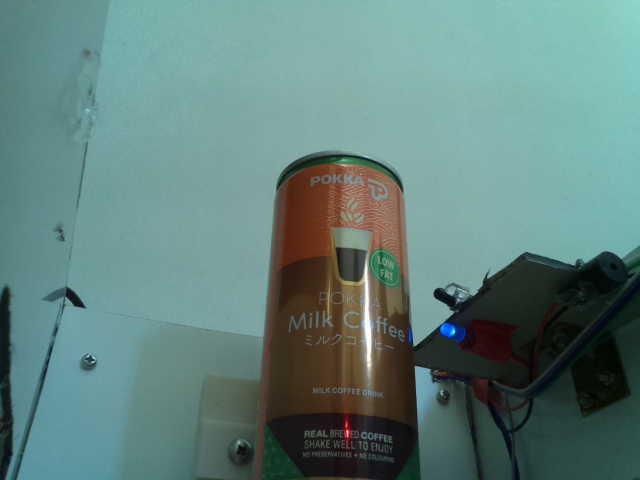 POKKA
LOW
FAT
POKKA
Milk Coffee
ミルクコーヒー
MILK COFFEE DRINK
REAL BREWED COFFEE
SHAKE WELL TO ENJOY
NO PRESERVATIVES • NO COLOURING